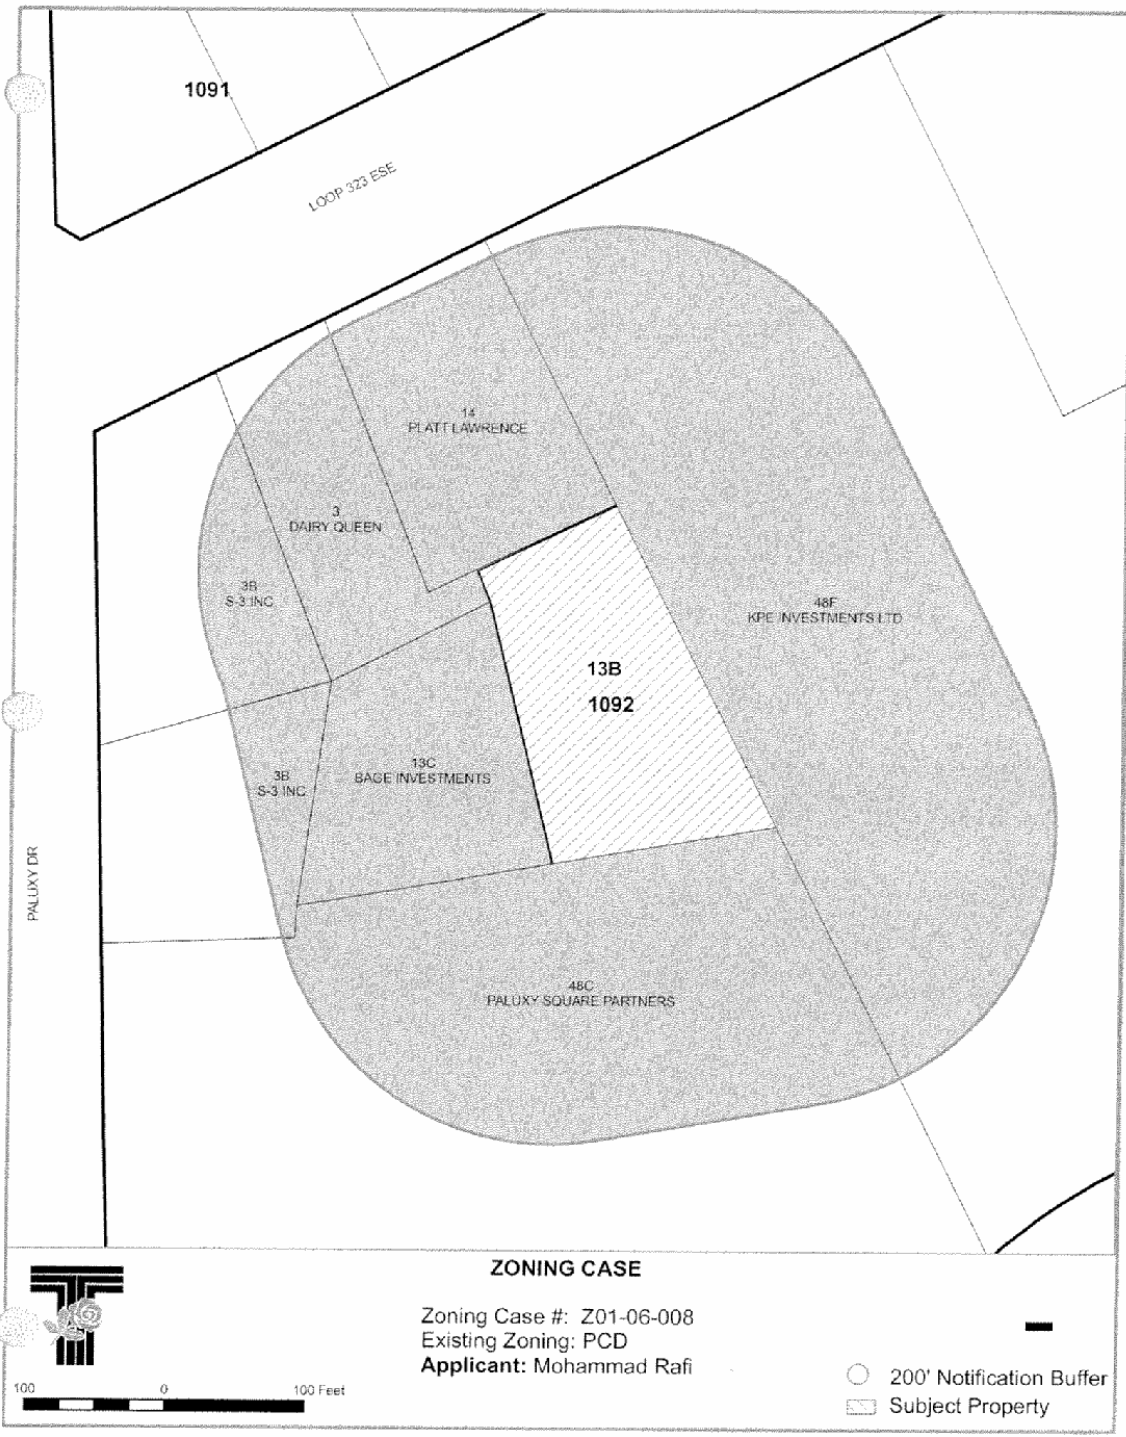 1091
LOOP 323 ESE
14
PLATT LAWRENCE
3
DAIRY QUEEN
3B
S-3 INC
48F
KPE INVESTMENTS LTD
13B
1092
13C
BAGE INVESTMENTS
3B
S-3 INC
PALUXY DR
48C
PALUXY SQUARE PARTNERS
ZONING CASE
Zoning Case #: Z01-06-008
Existing Zoning: PCD
Applicant: Mohammad Rafi
200' Notification Buffer
Subject Property
100 0 100 Feet